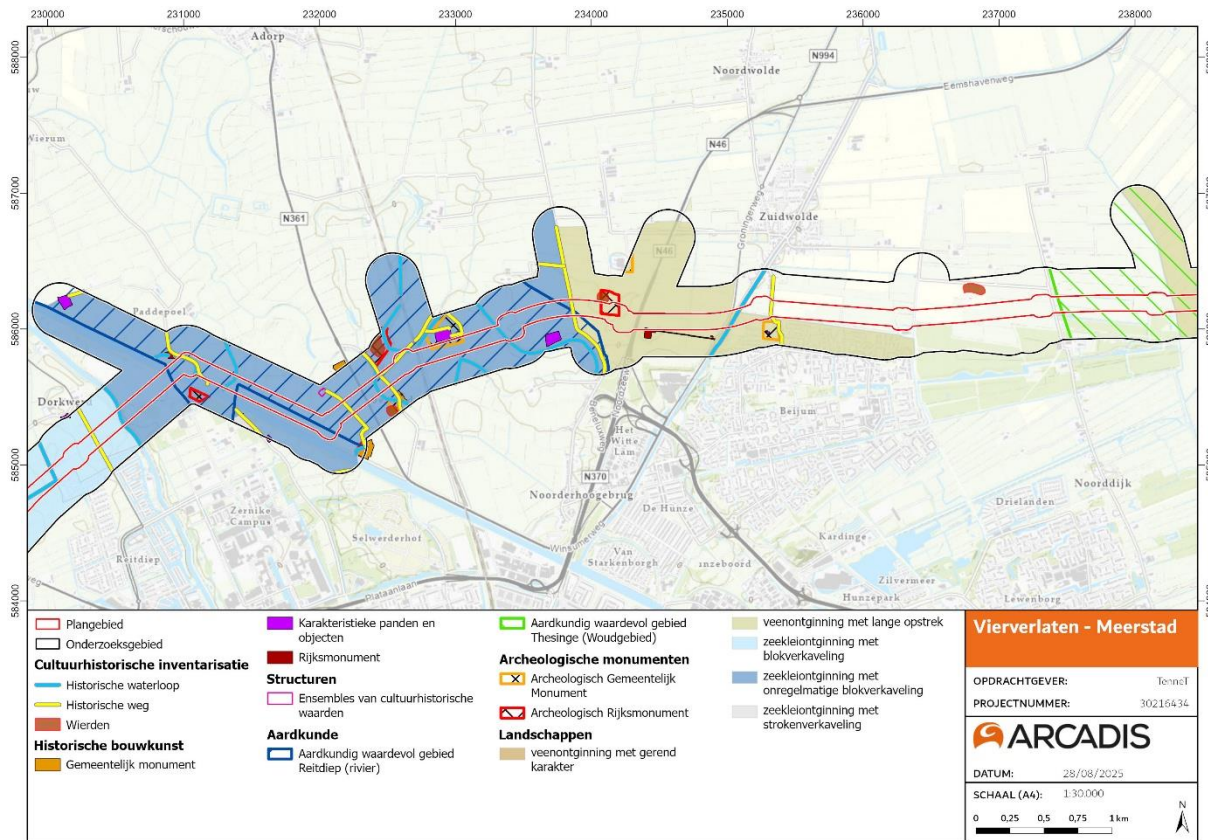 230000 231000 232000 233000 234000 235000 236000 237000 238000
588000
587000
586000
585000
584000
Adorp
Wierum
N361
Noordwolde
N994
Eemshavenweg
N46
Groningerweg
Zuidwolde
N46
Paddepoel
Dorkwerd
Zernike
Campus
Reitdiep
Selwerderhof
Plataanlaan
Winsumerweg
Noorderhoogebrug
N370
Het
Witte
Lam
De Hunze
Van
Starkenborgh
Beijum
Kardinge
Zilvermeer
Hunzepark
Drielanden
Noorddijk
Lewenborg
Plangebied
Onderzoeksgebied
Cultuurhistorische inventarisatie
Historische waterloop
Historische weg
Wierden
Historische bouwkunst
Gemeentelijk monument
Karakteristieke panden en
objecten
Rijksmonument
Structuren
Ensembles van cultuurhistorische
waarden
Aardkunde
Aardkundig waardevol gebied
Reitdiep (rivier)
Aardkundig waardevol gebied
Thesinge (Woudgebied)
Archeologische monumenten
Archeologisch Gemeentelijk
Monument
Archeologisch Rijksmonument
Landschappen
veenontginning met gerend
karakter
veenontginning met lange opstrek
zeekleiontginning met
blokverkaveling
zeekleiontginning met
onregelmatige blokverkaveling
zeekleiontginning met
strokenverkaveling
Vierverlaten - Meerstad
OPDRACHTGEVER: TenneT
PROJECTNUMMER: 30216434
ARCADIS
DATUM: 28/08/2025
SCHAAL (A4): 1:30.000
0 0,25 0,5 1 km
N